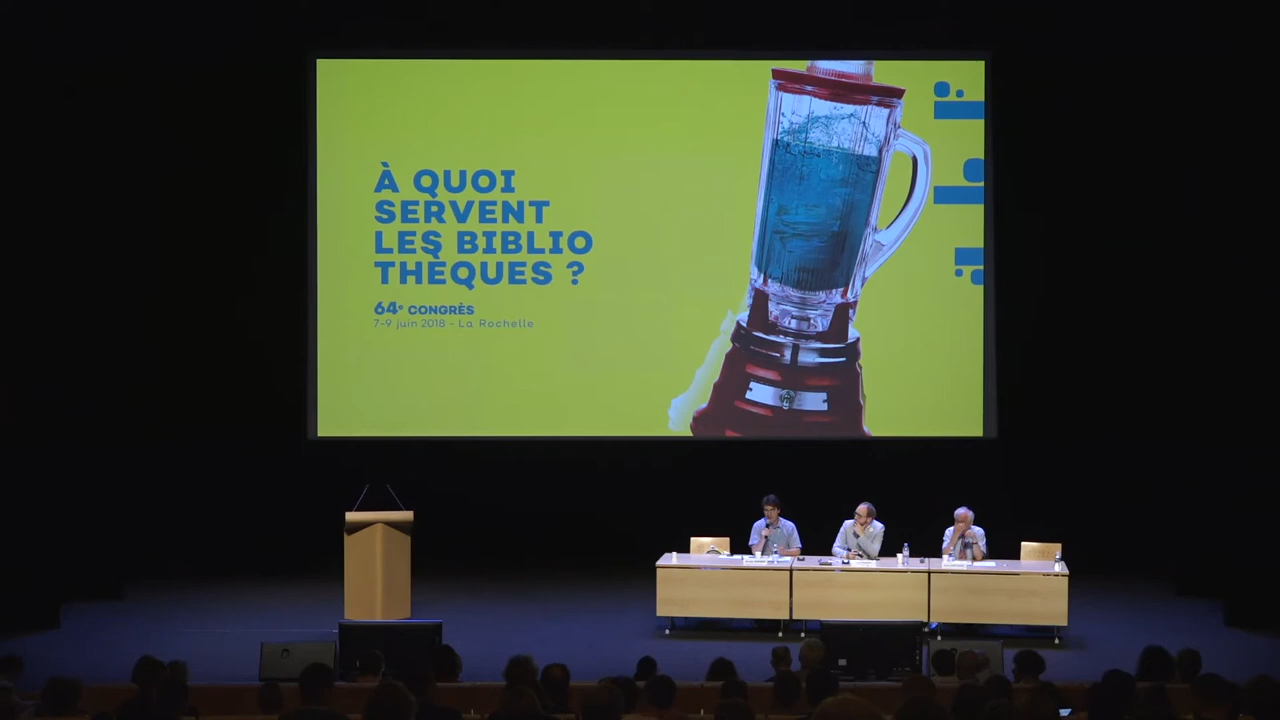 À QUOI
SERVENT
LES BIBLIO
THÈQUES ?
64e CONGRÈS
7-9 juin 2018 - La Rochelle